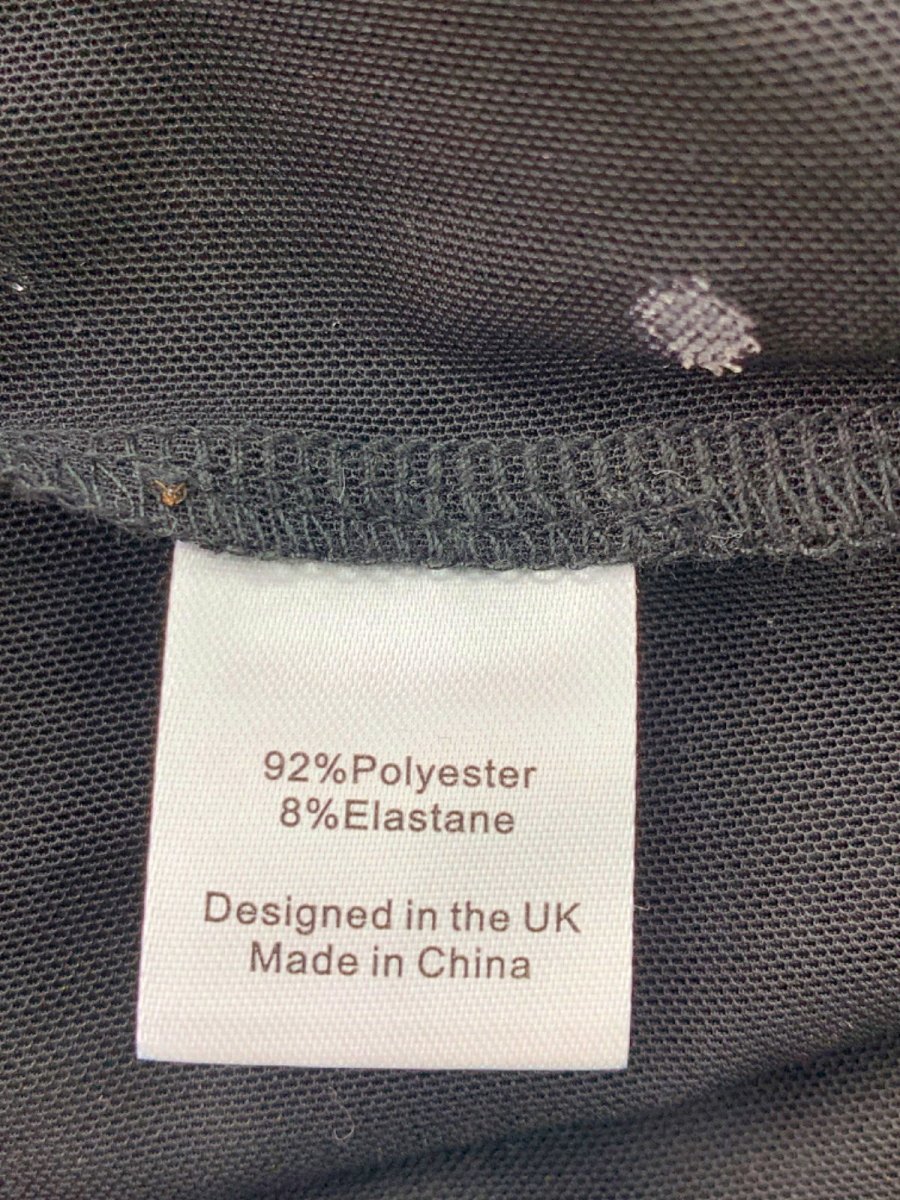 92%Polyester
8%Elastane
Designed in the UK
Made in China